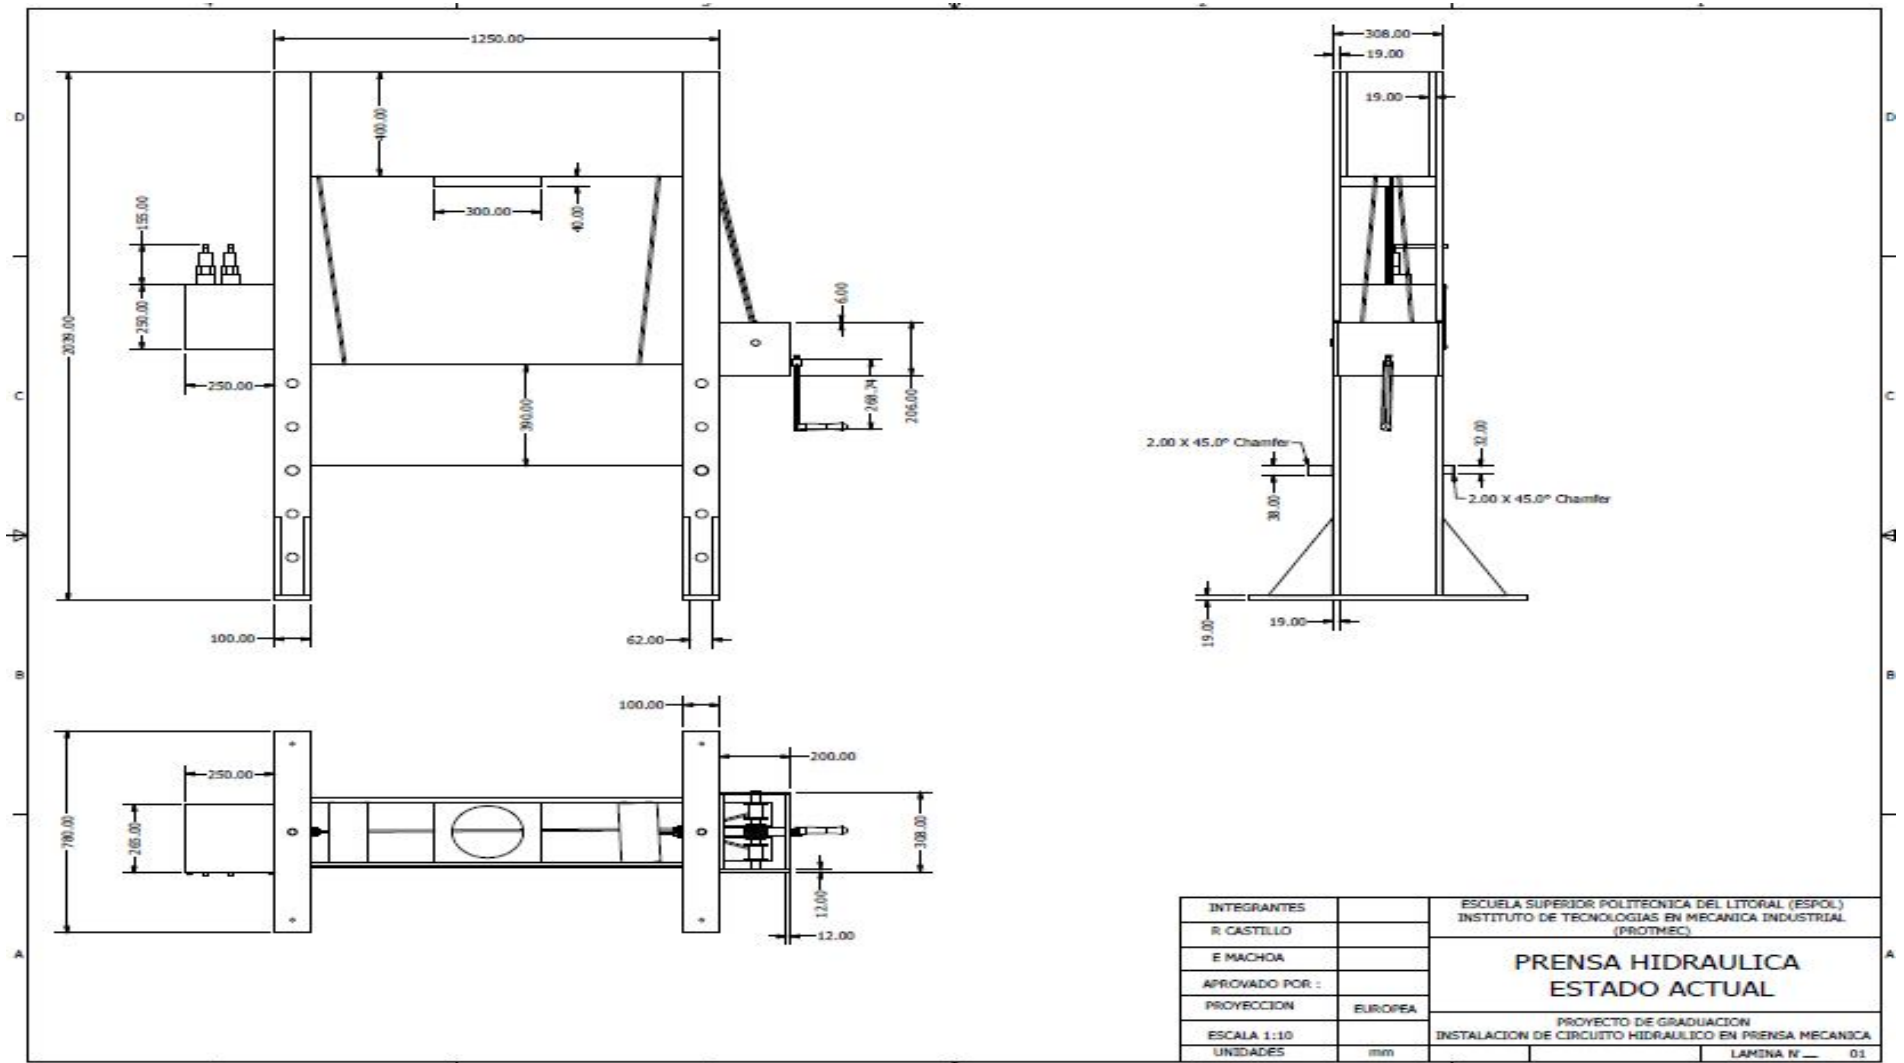 1250.00
308.00
19.00
19.00
D
D
400.00
155.00
300.00
40.00
2039.00
250.00
6.00
250.00
268.74
206.00
C
C
390.00
2.00 X 45.0° Chamfer
32.00
38.00
2.00 X 45.0° Chamfer
19.00
19.00
100.00
62.00
B
B
100.00
250.00
200.00
780.00
265.00
308.00
12.00
12.00
A
A
INTEGRANTES
R CASTILLO
E MACHOA
APROVADO POR :
PROYECCION EUROPEA
ESCALA 1:10
UNIDADES mm
ESCUELA SUPERIOR POLITECNICA DEL LITORAL (ESPOL)
INSTITUTO DE TECNOLOGIAS EN MECANICA INDUSTRIAL
(PROTMEC)
PRENSA HIDRAULICA
ESTADO ACTUAL
PROYECTO DE GRADUACION
INSTALACION DE CIRCUITO HIDRAULICO EN PRENSA MECANICA
LAMINA N__ 01